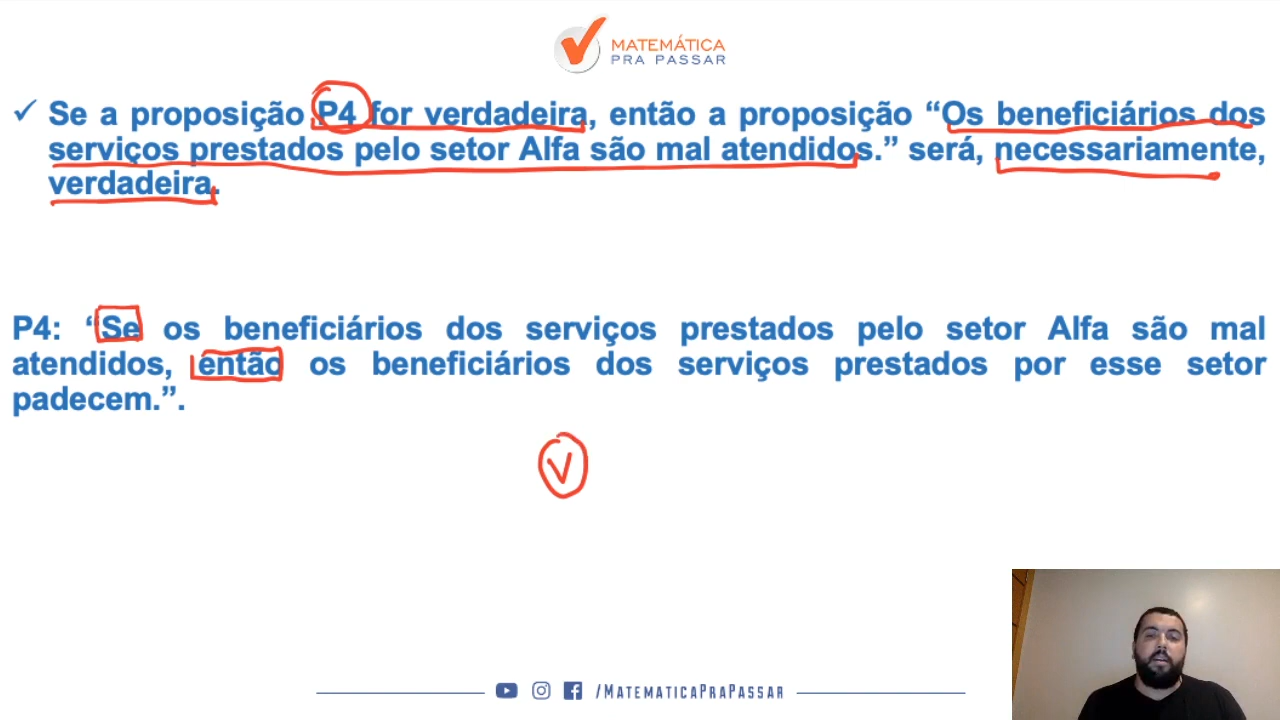 MATEMÁTICA
PRA PASSAR
✓ Se a proposição P4 for verdadeira, então a proposição “Os beneficiários dos
serviços prestados pelo setor Alfa são mal atendidos.” será, necessariamente,
verdadeira.
P4: “Se os beneficiários dos serviços prestados pelo setor Alfa são mal
atendidos, então os beneficiários dos serviços prestados por esse setor
padecem.”.
V
/MATEMATICAPRAPASSAR